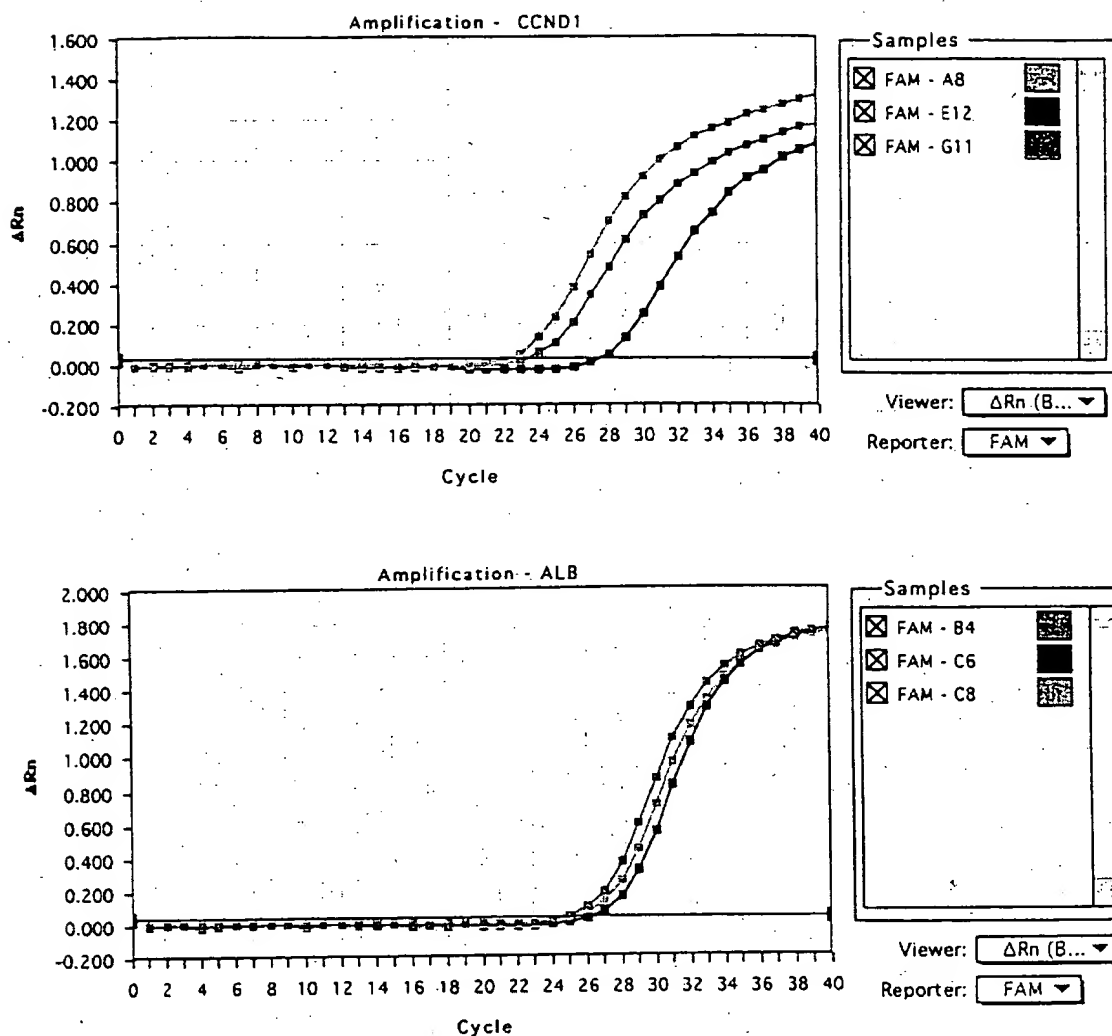 Amplification - CCND1
1.600
1.400
1.200
1.000
0.800
0.600
0.400
0.200
0.000
-0.200
ΔRn
0 2 4 6 8 10 12 14 16 18 20 22 24 26 28 30 32 34 36 38 40
Cycle
Samples
FAM - A8
FAM - E12
FAM - G11
Viewer: ΔRn (B...
Reporter: FAM
Amplification - ALB
2.000
1.800
1.600
1.400
1.200
1.000
0.800
0.600
0.400
0.200
0.000
-0.200
ΔRn
0 2 4 6 8 10 12 14 16 18 20 22 24 26 28 30 32 34 36 38 40
Cycle
Samples
FAM - B4
FAM - C6
FAM - C8
Viewer: ΔRn (B...
Reporter: FAM